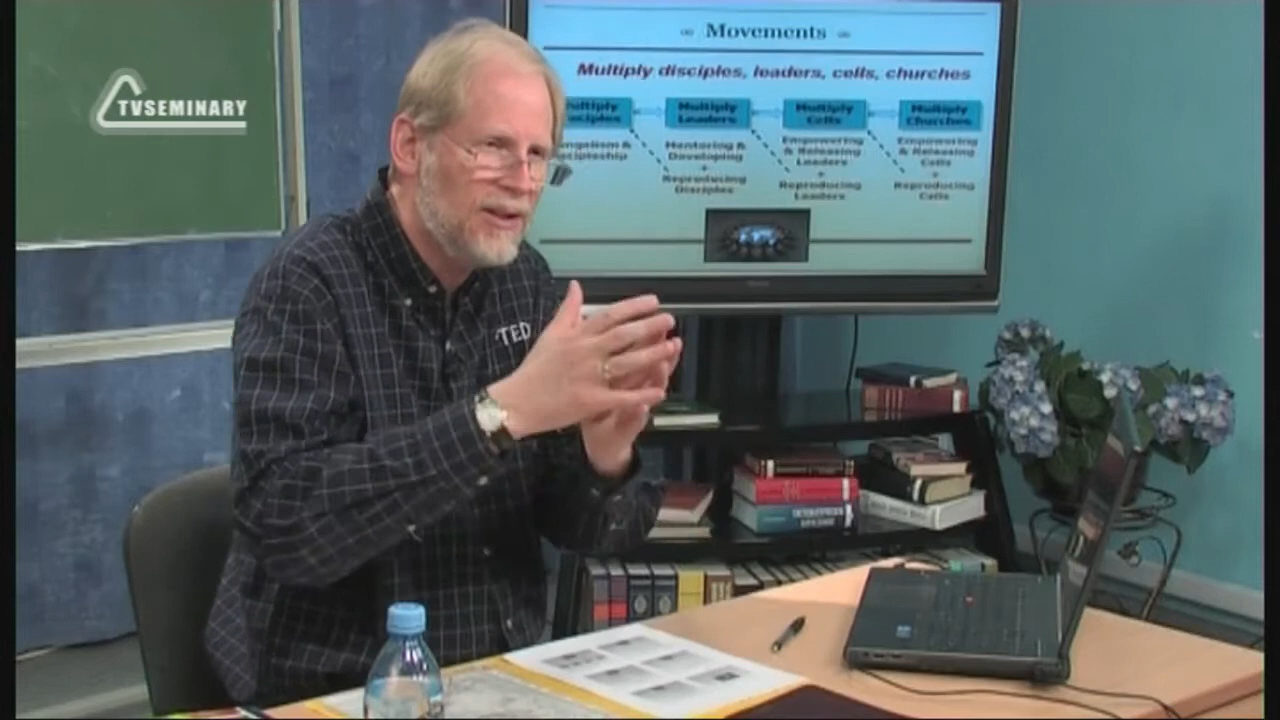 TVSEMINARY
Movements
Multiply disciples, leaders, cells, churches
Multiply
Leaders
Multiply
Cells
Multiply
Churches
Mentoring &
Developing
+
Reproducing
Disciples
Empowering
& Releasing
Leaders
+
Reproducing
Leaders
Empowering
& Releasing
Cells
+
Reproducing
Cells
TED